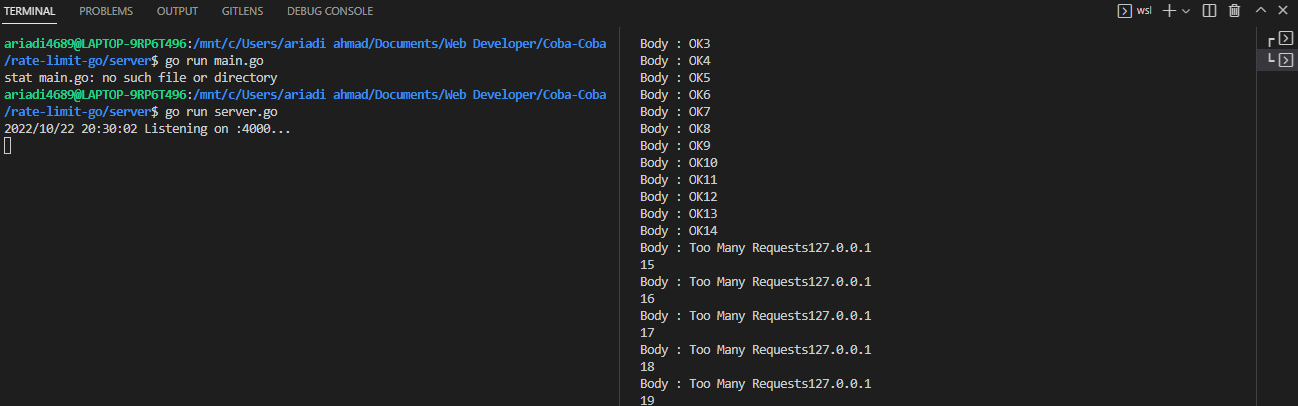 TERMINAL PROBLEMS OUTPUT GITLENS DEBUG CONSOLE wsl
ariadi4689@LAPTOP-9RP6T496:/mnt/c/Users/ariadi ahmad/Documents/Web Developer/Coba-Coba
/rate-limit-go/server$ go run main.go
stat main.go: no such file or directory
ariadi4689@LAPTOP-9RP6T496:/mnt/c/Users/ariadi ahmad/Documents/Web Developer/Coba-Coba
/rate-limit-go/server$ go run server.go
2022/10/22 20:30:02 Listening on :4000...
Body : OK3
Body : OK4
Body : OK5
Body : OK6
Body : OK7
Body : OK8
Body : OK9
Body : OK10
Body : OK11
Body : OK12
Body : OK13
Body : OK14
Body : Too Many Requests127.0.0.1
15
Body : Too Many Requests127.0.0.1
16
Body : Too Many Requests127.0.0.1
17
Body : Too Many Requests127.0.0.1
18
Body : Too Many Requests127.0.0.1
19